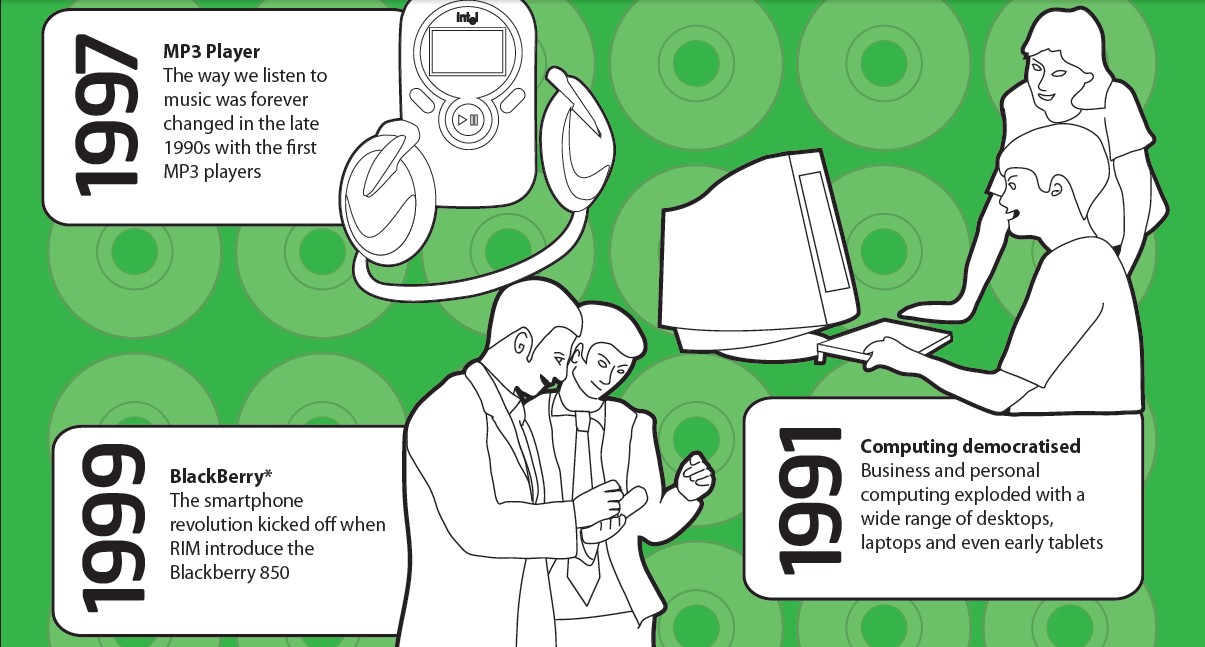 intel
1997
MP3 Player
The way we listen to
music was forever
changed in the late
1990s with the first
MP3 players
1999
BlackBerry*
The smartphone
revolution kicked off when
RIM introduce the
Blackberry 850
1991
Computing democratised
Business and personal
computing exploded with a
wide range of desktops,
laptops and even early tablets